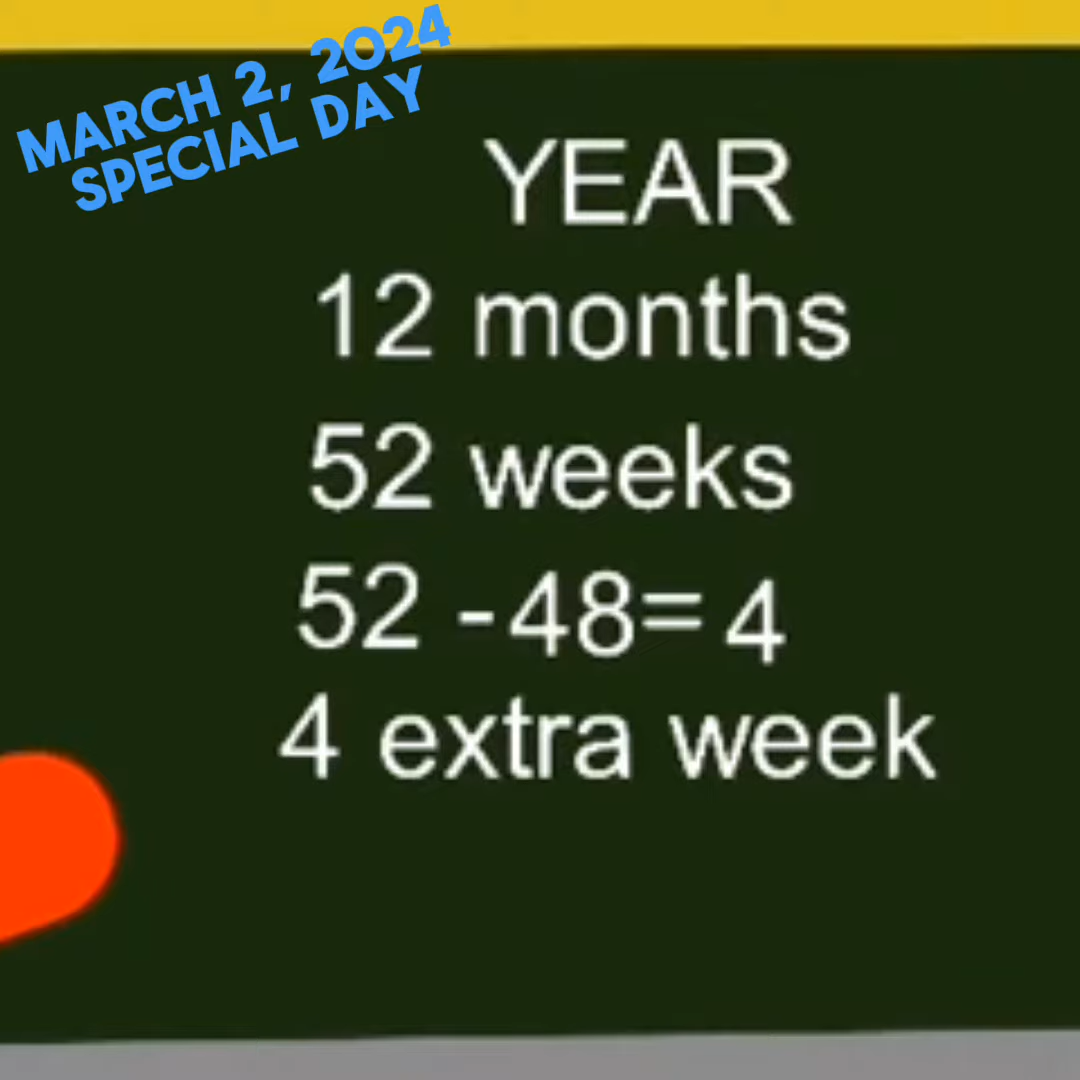 MARCH 2, 2024
SPECIAL DAY
YEAR
12 months
52 weeks
52 -48= 4
4 extra week